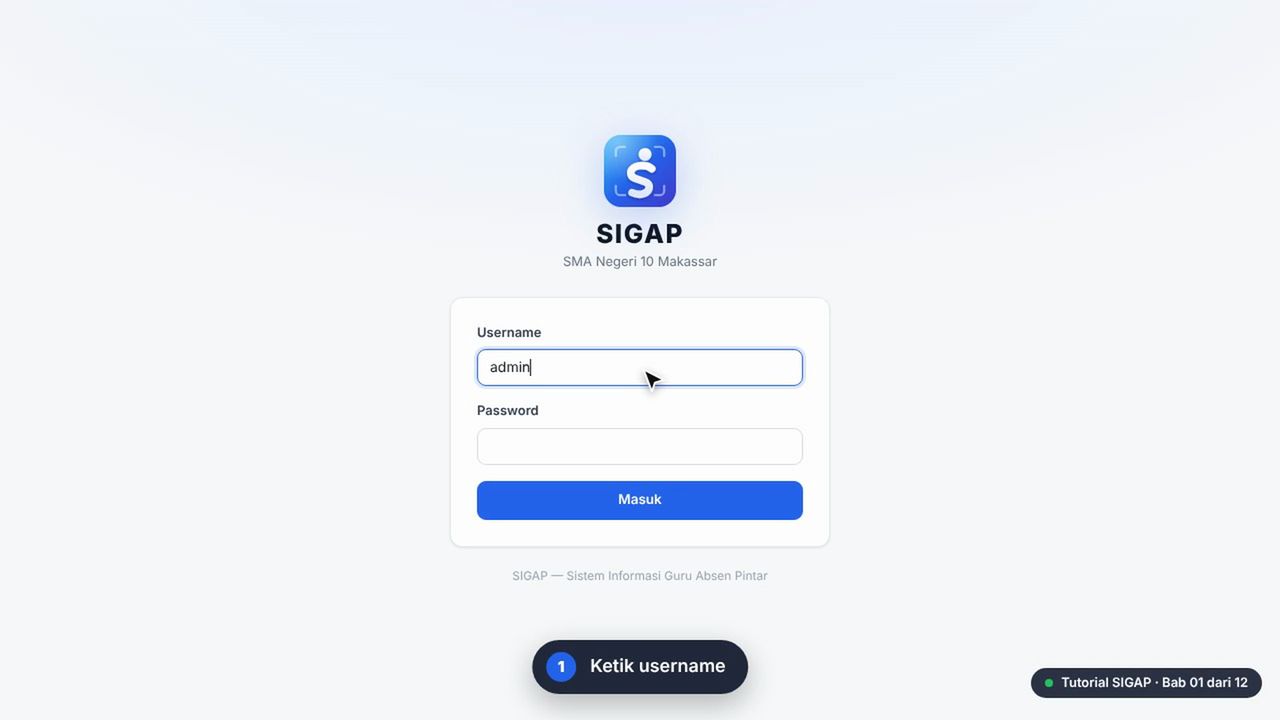 SIGAP
SMA Negeri 10 Makassar
Username
admin
Password
Masuk
SIGAP — Sistem Informasi Guru Absen Pintar
1 Ketik username
Tutorial SIGAP · Bab 01 dari 12